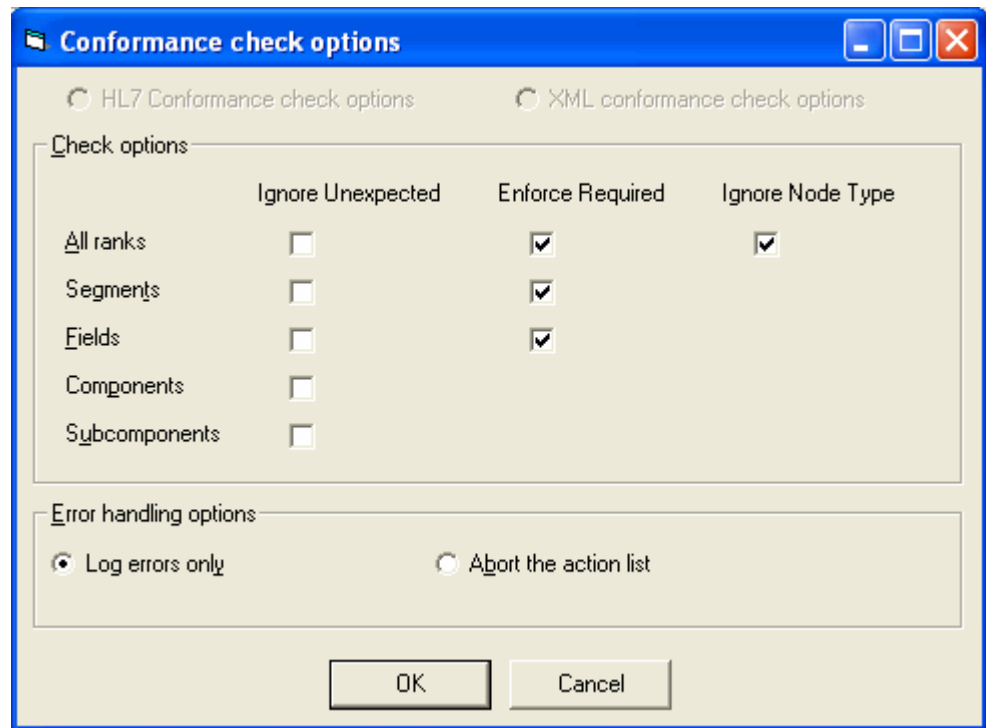 Conformance check options
HL7 Conformance check options XML conformance check options
Check options
Ignore Unexpected Enforce Required Ignore Node Type
All ranks
Segments
Fields
Components
Subcomponents
Error handling options
Log errors only Abort the action list
OK Cancel